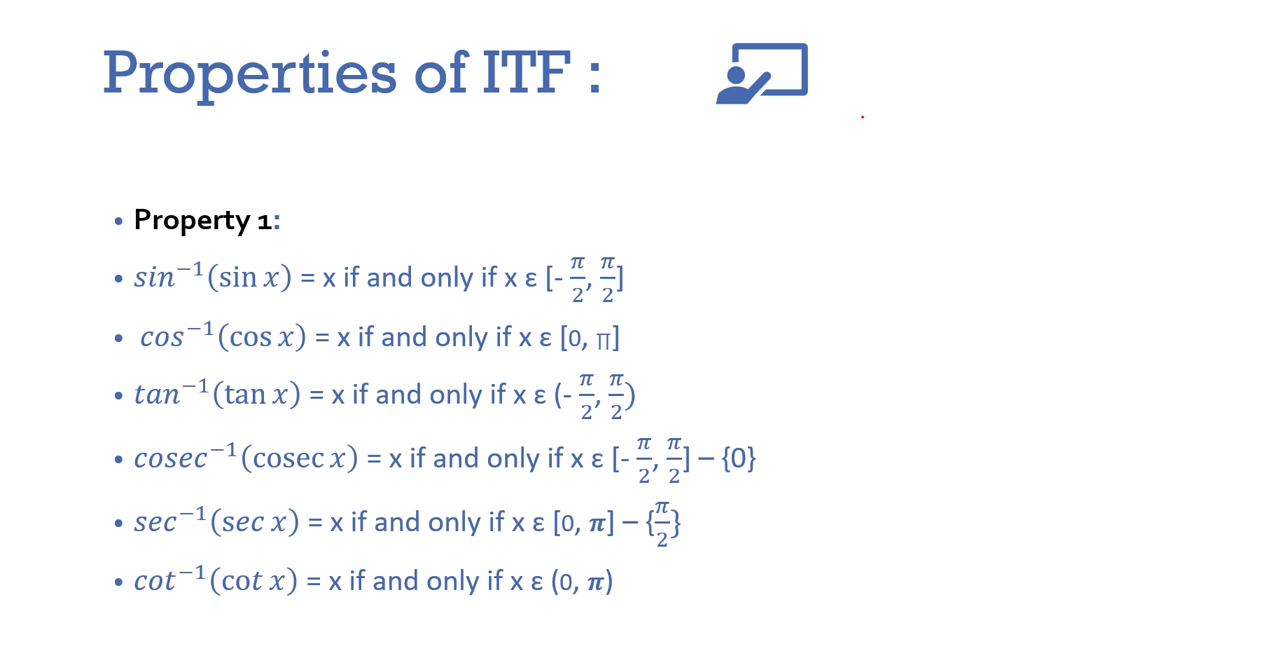 Properties of ITF :
• Property 1:
• sin⁻¹(sin x) = x if and only if x ε [- π/2, π/2]
• cos⁻¹(cos x) = x if and only if x ε [0, ∏]
• tan⁻¹(tan x) = x if and only if x ε (- π/2, π/2)
• cosec⁻¹(cosec x) = x if and only if x ε [- π/2, π/2] – {0}
• sec⁻¹(sec x) = x if and only if x ε [0, π] – {π/2}
• cot⁻¹(cot x) = x if and only if x ε (0, π)